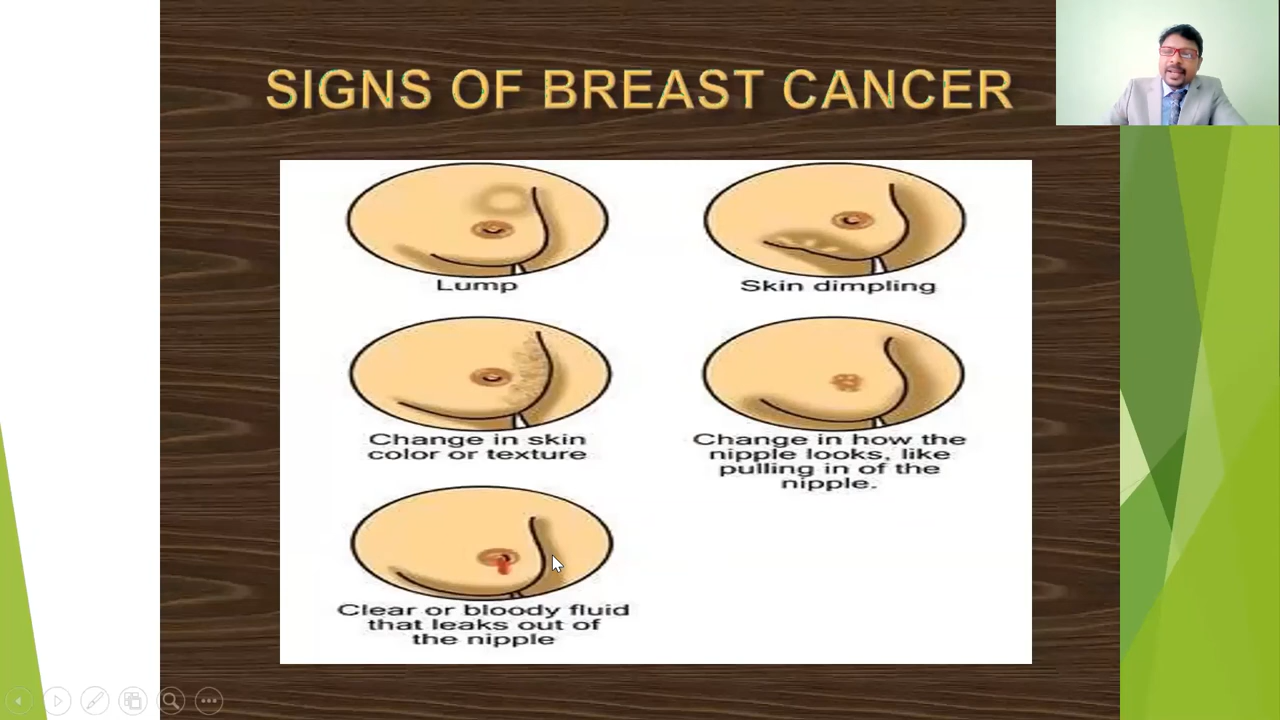 SIGNS OF BREAST CANCER
Lump
Skin dimpling
Change in skin
color or texture
Change in how the
nipple looks, like
pulling in of the
nipple.
Clear or bloody fluid
that leaks out of
the nipple